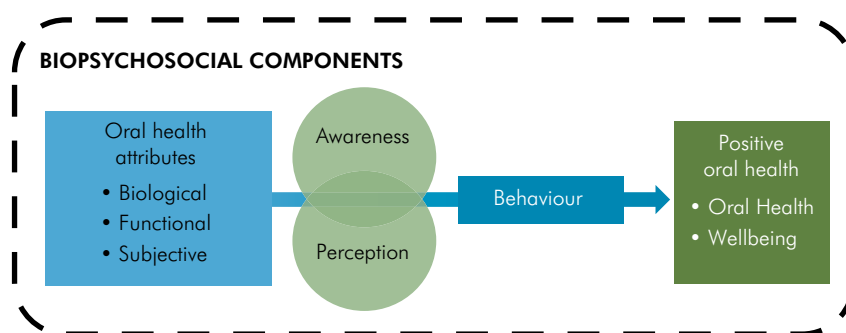 BIOPSYCHOSOCIAL COMPONENTS
Oral health
attributes
• Biological
• Functional
• Subjective
Awareness
Perception
Behaviour
Positive
oral health
• Oral Health
• Wellbeing